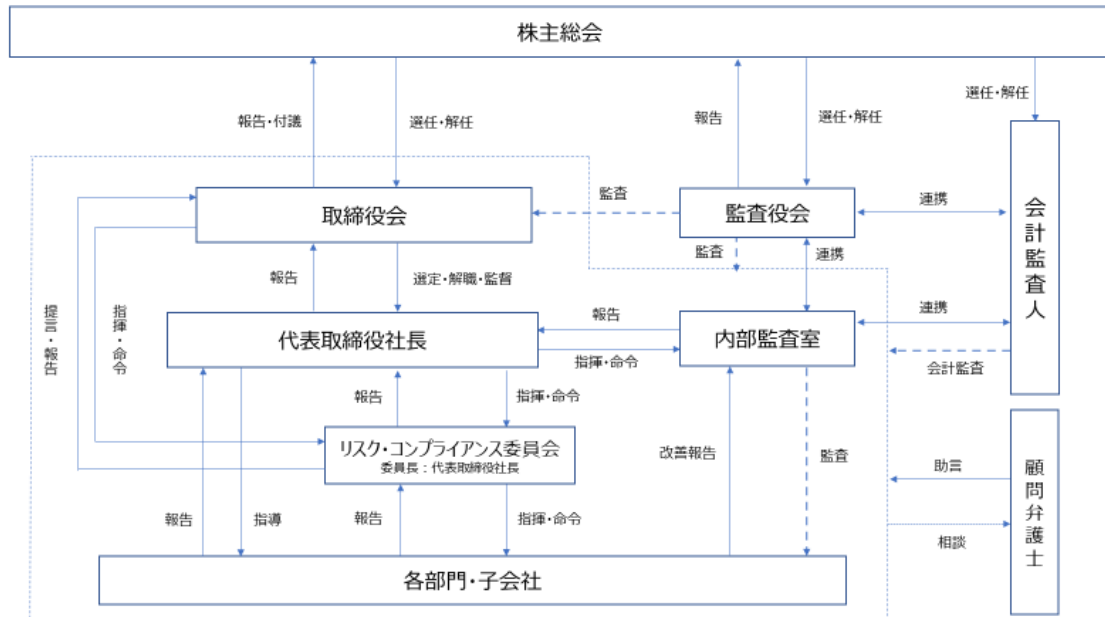 株主総会
選任・解任
報告・付議
選任・解任
報告
選任・解任
監査
取締役会
監査役会
連携
会計監査人
監査
連携
報告
選定・解職・監督
提言・報告
指揮・命令
代表取締役社長
報告
指揮・命令
内部監査室
連携
会計監査
報告
指揮・命令
リスク・コンプライアンス委員会
委員長:代表取締役社長
改善報告
監査
助言
顧問弁護士
相談
報告
指導
報告
指揮・命令
各部門・子会社